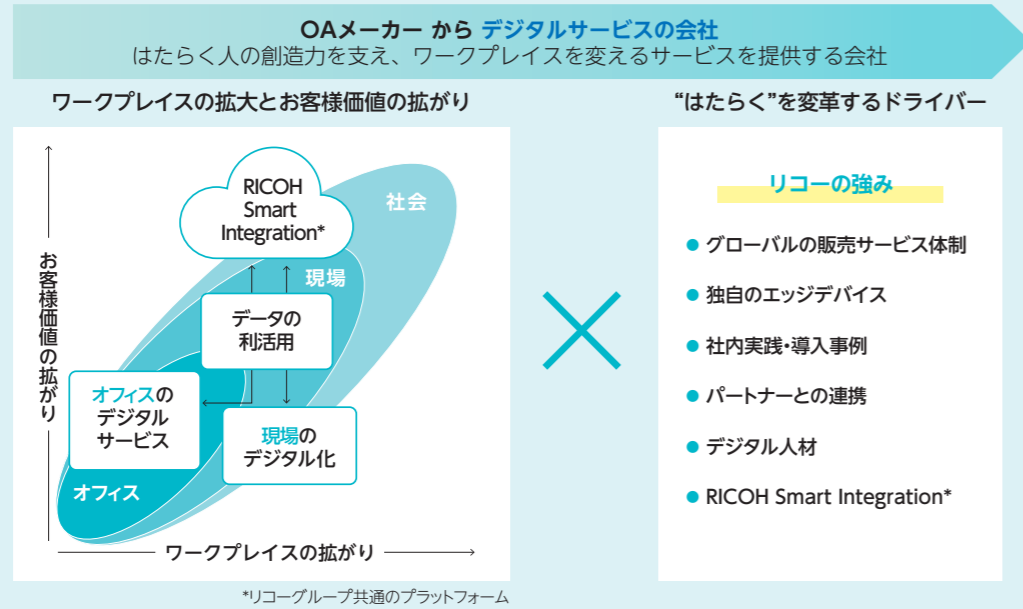 OAメーカー から デジタルサービスの会社
はたらく人の創造力を支え、ワークプレイスを変えるサービスを提供する会社
ワークプレイスの拡大とお客様価値の拡がり
お客様価値の拡がり
RICOH
Smart
Integration*
社会
現場
データの
利活用
オフィスの
デジタル
サービス
現場の
デジタル化
オフィス
ワークプレイスの拡がり
*リコーグループ共通のプラットフォーム
“はたらく”を変革するドライバー
リコーの強み
● グローバルの販売サービス体制
● 独自のエッジデバイス
● 社内実践・導入事例
● パートナーとの連携
● デジタル人材
● RICOH Smart Integration*